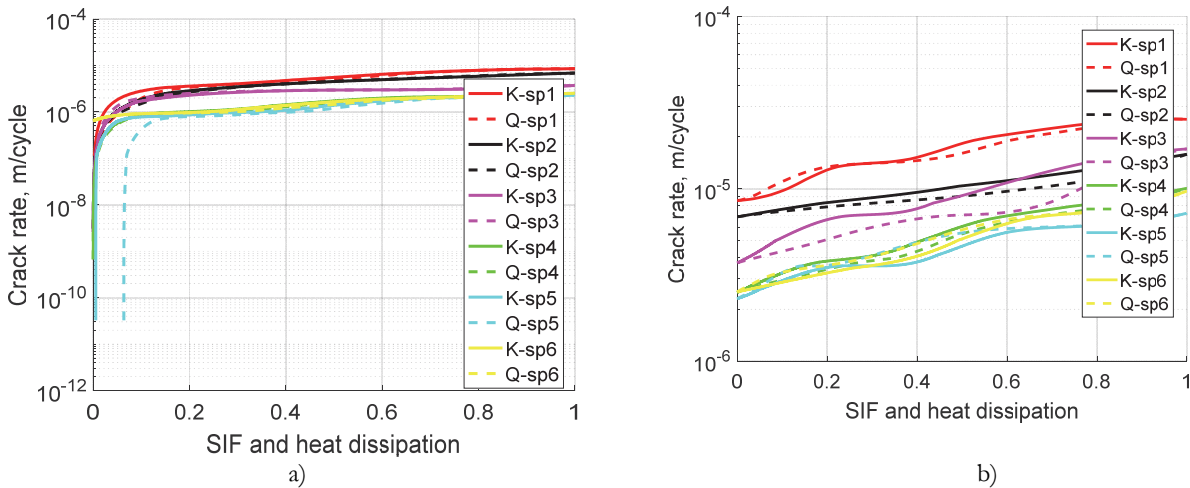 10-4
10-6
10-8
10-10
10-12
Crack rate, m/cycle
0
0.2
0.4
0.6
0.8
1
SIF and heat dissipation
K-sp1
Q-sp1
K-sp2
Q-sp2
K-sp3
Q-sp3
K-sp4
Q-sp4
K-sp5
Q-sp5
K-sp6
Q-sp6
a)
10-4
10-5
10-6
Crack rate, m/cycle
0
0.2
0.4
0.6
0.8
1
SIF and heat dissipation
K-sp1
Q-sp1
K-sp2
Q-sp2
K-sp3
Q-sp3
K-sp4
Q-sp4
K-sp5
Q-sp5
K-sp6
Q-sp6
b)